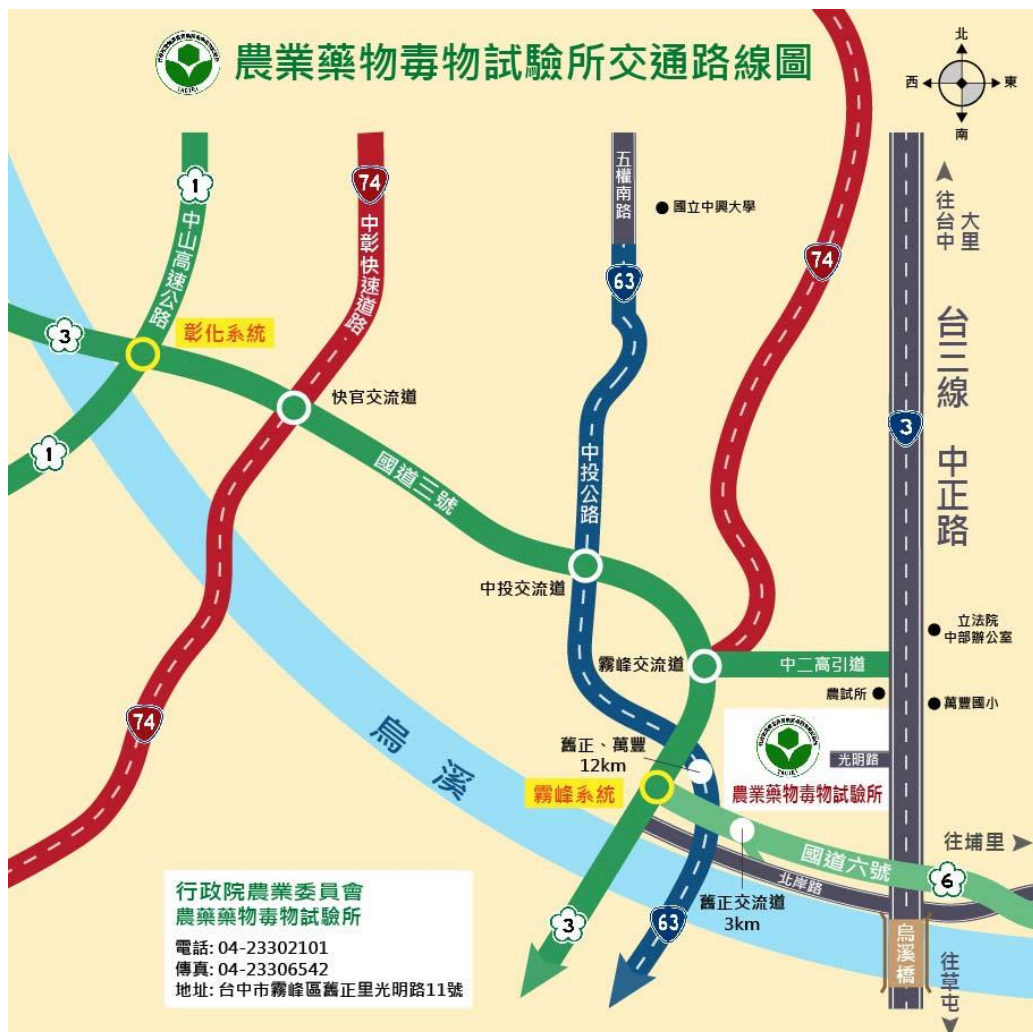 農業藥物毒物試驗所交通路線圖
北
西
東
南
1
中山高速公路
74
中彰快速道路
五權南路
國立中興大學
63
74
往台中
大里
3
彰化系統
快官交流道
1
國道三號
中投公路
台三線 中正路
3
中投交流道
立法院
中部辦公室
霧峰交流道
中二高引道
農試所
萬豐國小
74
烏溪
舊正、萬豐
12km
光明路
農業藥物毒物試驗所
霧峰系統
往埔里
國道六號
6
北岸路
舊正交流道
3km
3
63
烏溪橋
往草屯
行政院農業委員會
農藥藥物毒物試驗所
電話: 04-23302101
傳真: 04-23306542
地址: 台中市霧峰區舊正里光明路11號